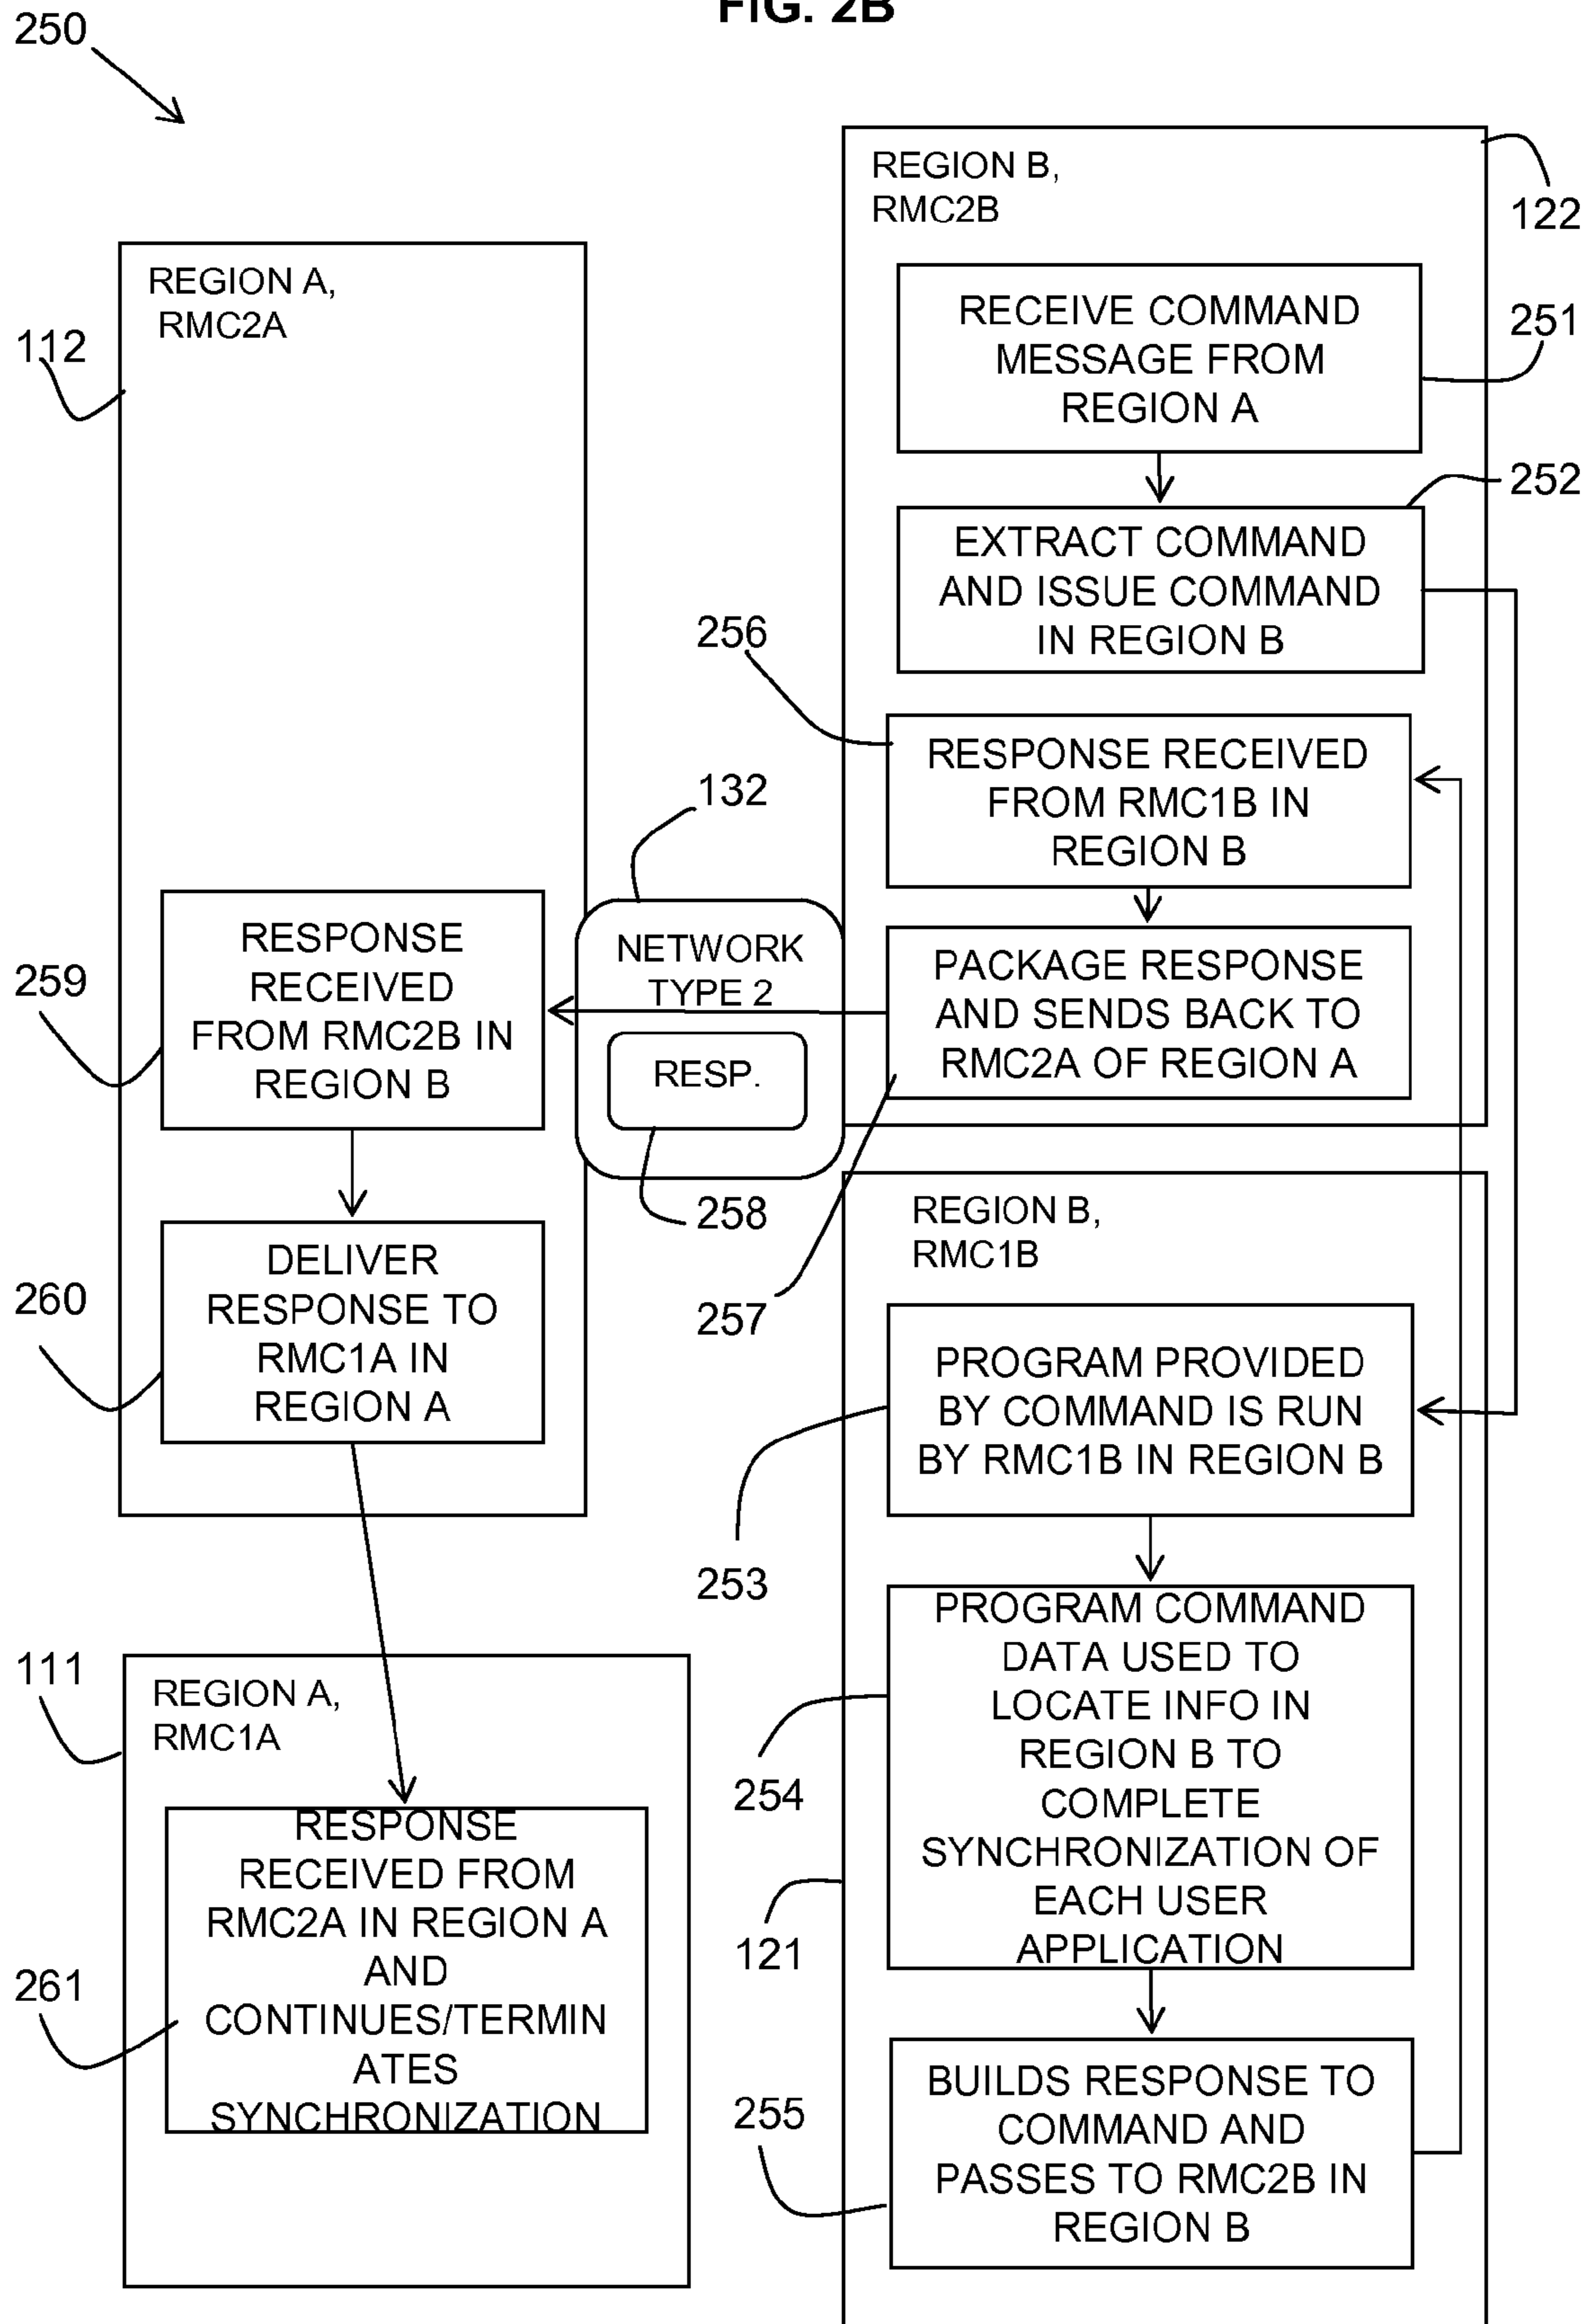 FIG. 2B
250
REGION B,
RMC2B
122
REGION A,
RMC2A
112
RECEIVE COMMAND
MESSAGE FROM
REGION A
251
252
EXTRACT COMMAND
AND ISSUE COMMAND
IN REGION B
256
RESPONSE RECEIVED
FROM RMC1B IN
REGION B
132
NETWORK
TYPE 2
RESP.
258
PACKAGE RESPONSE
AND SENDS BACK TO
RMC2A OF REGION A
257
RESPONSE
RECEIVED
FROM RMC2B IN
REGION B
259
DELIVER
RESPONSE TO
RMC1A IN
REGION A
260
REGION B,
RMC1B
PROGRAM PROVIDED
BY COMMAND IS RUN
BY RMC1B IN REGION B
253
PROGRAM COMMAND
DATA USED TO
LOCATE INFO IN
REGION B TO
COMPLETE
SYNCHRONIZATION OF
EACH USER
APPLICATION
254
121
111
REGION A,
RMC1A
RESPONSE
RECEIVED FROM
RMC2A IN REGION A
AND
CONTINUES/TERMIN
ATES
SYNCHRONIZATION
261
BUILDS RESPONSE TO
COMMAND AND
PASSES TO RMC2B IN
REGION B
255